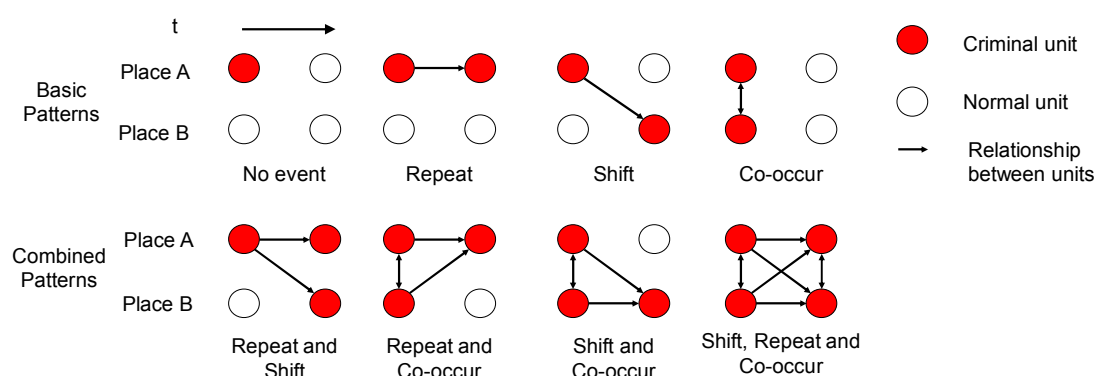 t
Place A
Basic
Patterns
Place B
No event
Repeat
Shift
Co-occur
Criminal unit
Normal unit
Relationship
between units
Place A
Combined
Patterns
Place B
Repeat and
Shift
Repeat and
Co-occur
Shift and
Co-occur
Shift, Repeat and
Co-occur